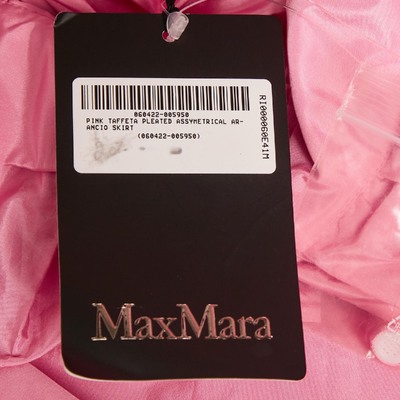 060422-005950
PINK TAFFETA PLEATED ASSYMETRICAL AR-
ANCIO SKIRT
(060422-005950)
RI000060E41M
MaxMara